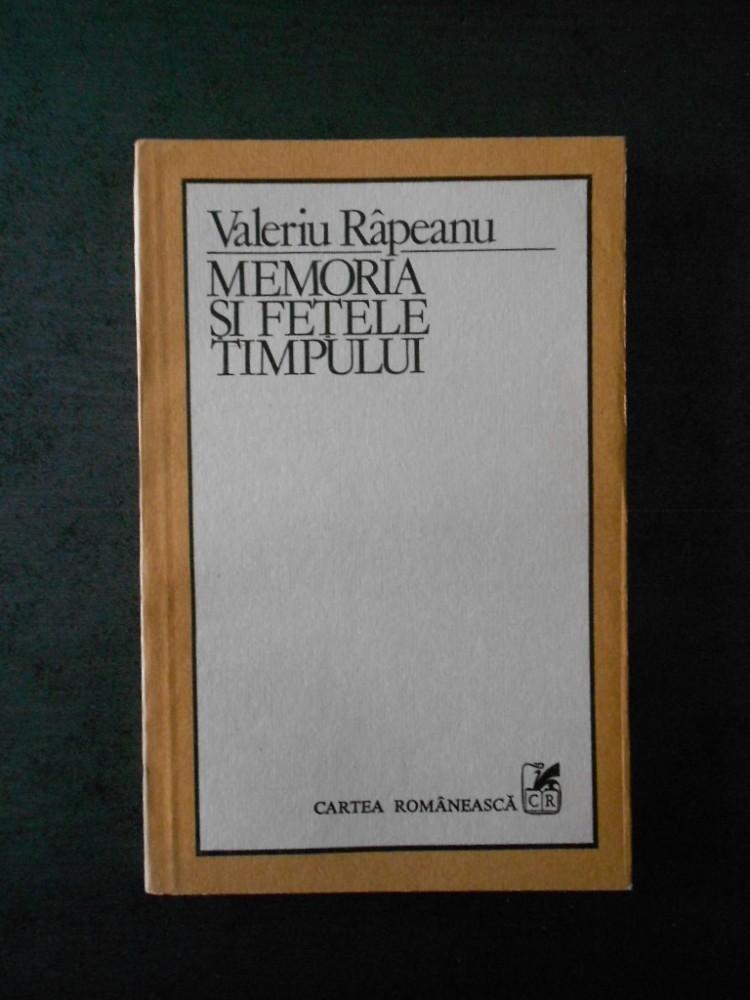 Valeriu Râpeanu
MEMORIA
ȘI FEȚELE
TIMPULUI
CARTEA ROMÂNEASCĂ
CR